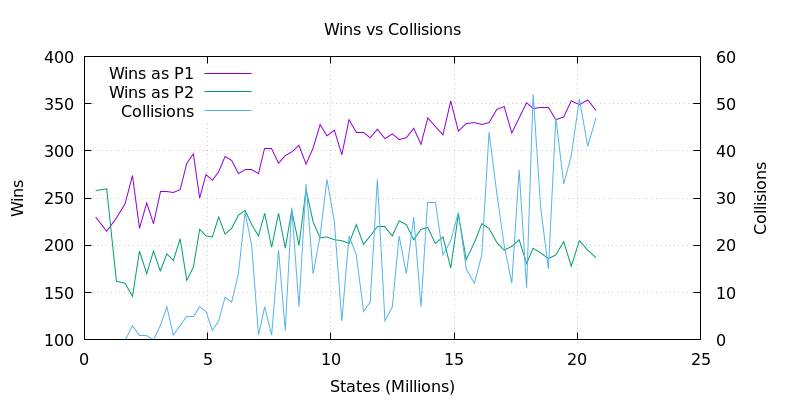 Wins vs Collisions
400
350
300
250
200
150
100
60
50
40
30
20
10
0
Wins as P1
Wins as P2
Collisions
Wins
Collisions
0 5 10 15 20 25
States (Millions)